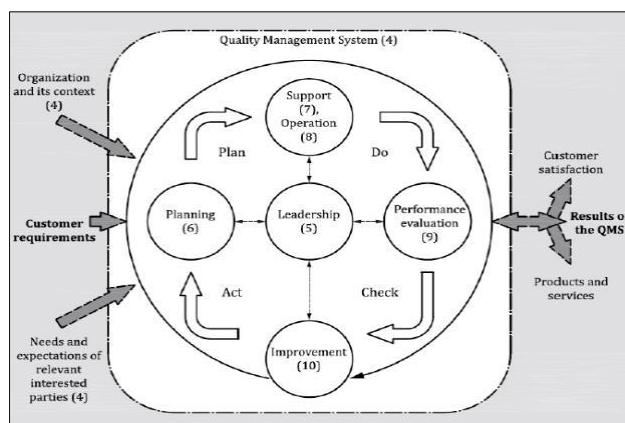 Quality Management System (4)
Organization
and its context
(4)
Support
(7),
Operation
(8)
Plan
Do
Customer
satisfaction
Customer
requirements
Planning
(6)
Leadership
(5)
Performance
evaluation
(9)
Results of
the QMS
Act
Check
Products and
services
Needs and
expectations of
relevant
interested
parties (4)
Improvement
(10)